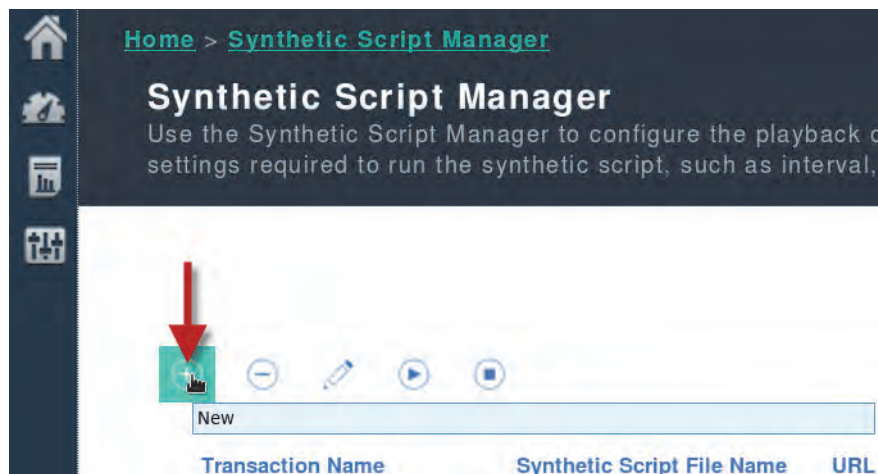 Home > Synthetic Script Manager
Synthetic Script Manager
Use the Synthetic Script Manager to configure the playback
settings required to run the synthetic script, such as interval,
New
Transaction Name Synthetic Script File Name URL